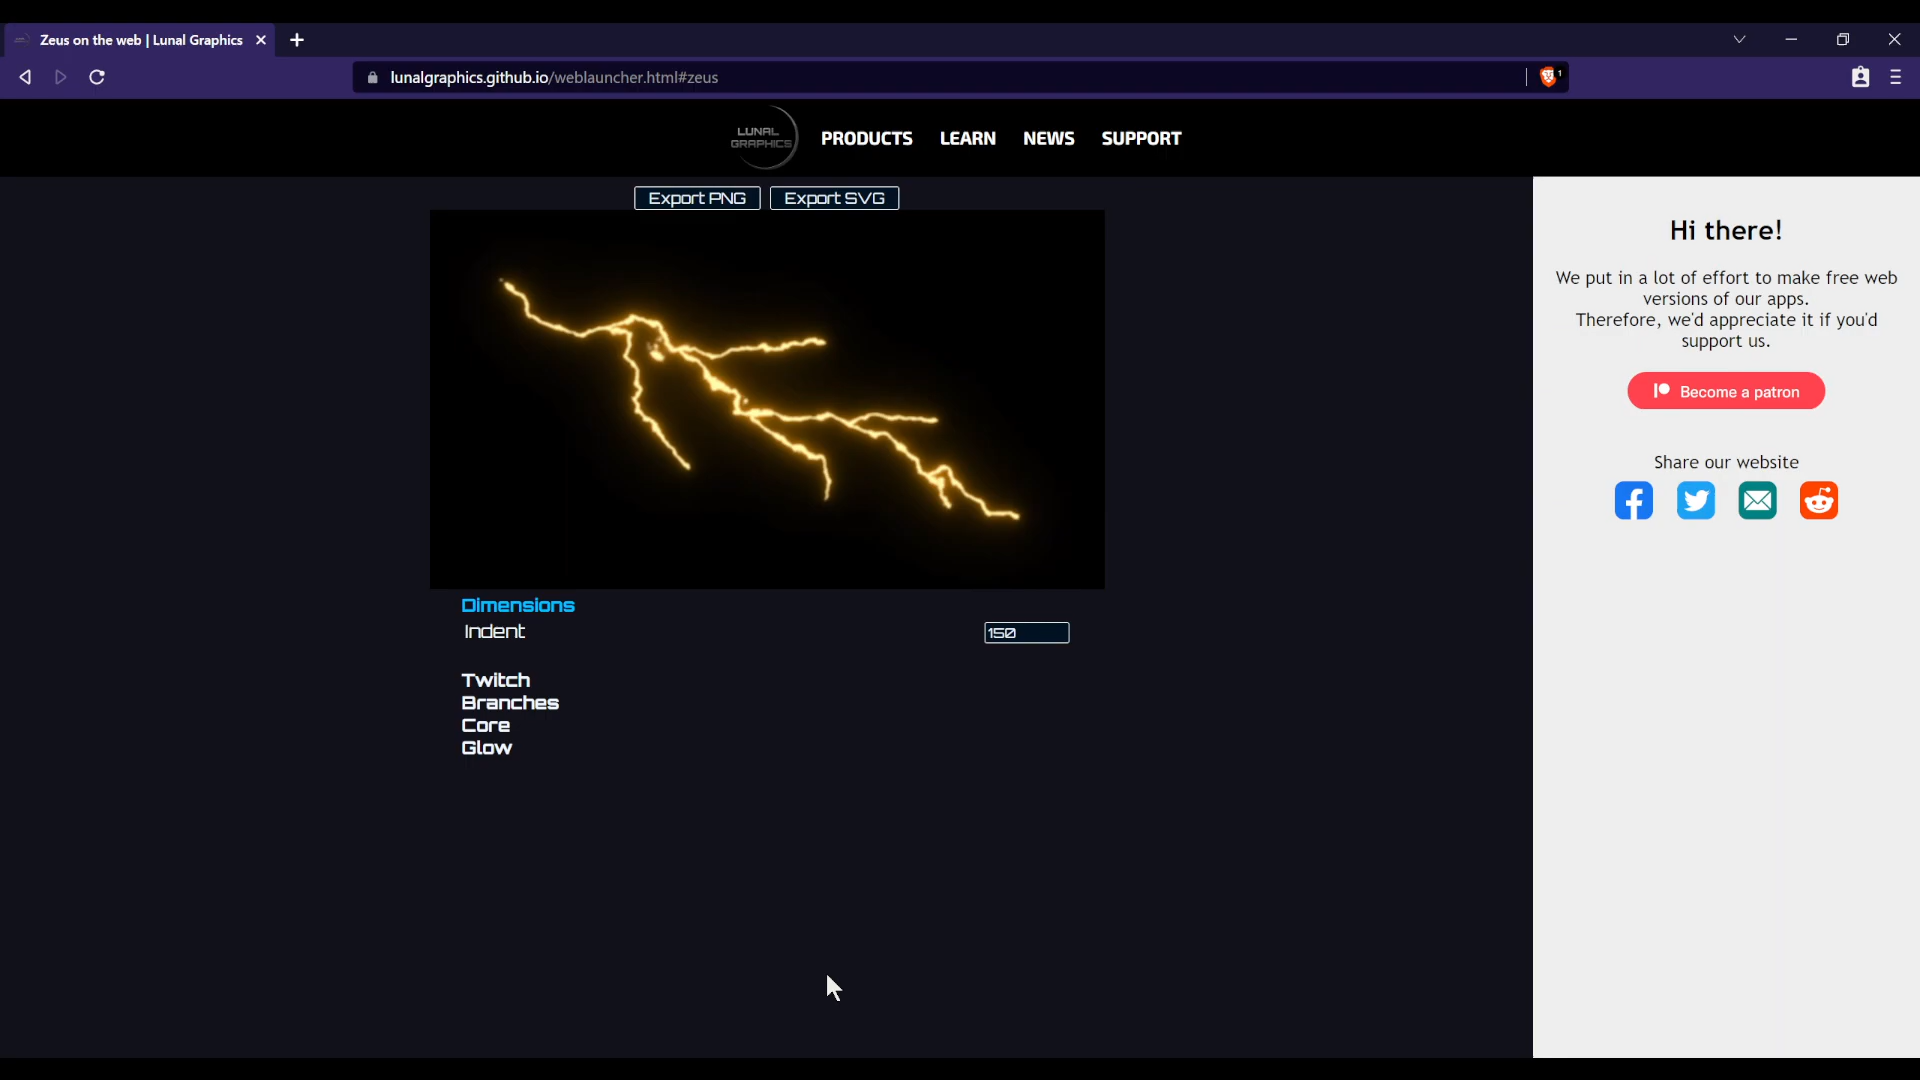 Zeus on the web | Lunal Graphics
lunalgraphics.github.io/weblauncher.html#zeus
1
LUNAL
GRAPHICS
PRODUCTS LEARN NEWS SUPPORT
Export PNG Export SVG
Dimensions
Indent 150
Twitch
Branches
Core
Glow
Hi there!
We put in a lot of effort to make free web
versions of our apps.
Therefore, we'd appreciate it if you'd
support us.
Become a patron
Share our website